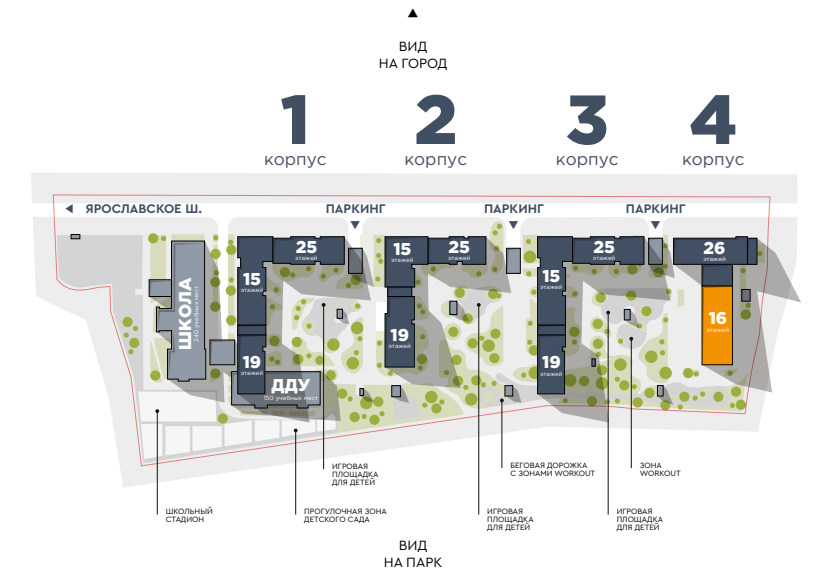 ВИД
НА ГОРОД
1
корпус
2
корпус
3
корпус
4
корпус
ЯРОСЛАВСКОЕ Ш.
ПАРКИНГ
ПАРКИНГ
ПАРКИНГ
25
этажей
15
этажей
19
этажей
15
этажей
25
этажей
19
этажей
15
этажей
25
этажей
19
этажей
26
этажей
16
этажей
ШКОЛА
240 учебных мест
ДДУ
150 учебных мест
ИГРОВАЯ
ПЛОЩАДКА
ДЛЯ ДЕТЕЙ
БЕГОВАЯ ДОРОЖКА
С ЗОНАМИ WORKOUT
ЗОНА
WORKOUT
ШКОЛЬНЫЙ
СТАДИОН
ПРОГУЛОЧНАЯ ЗОНА
ДЕТСКОГО САДА
ИГРОВАЯ
ПЛОЩАДКА
ДЛЯ ДЕТЕЙ
ИГРОВАЯ
ПЛОЩАДКА
ДЛЯ ДЕТЕЙ
ВИД
НА ПАРК